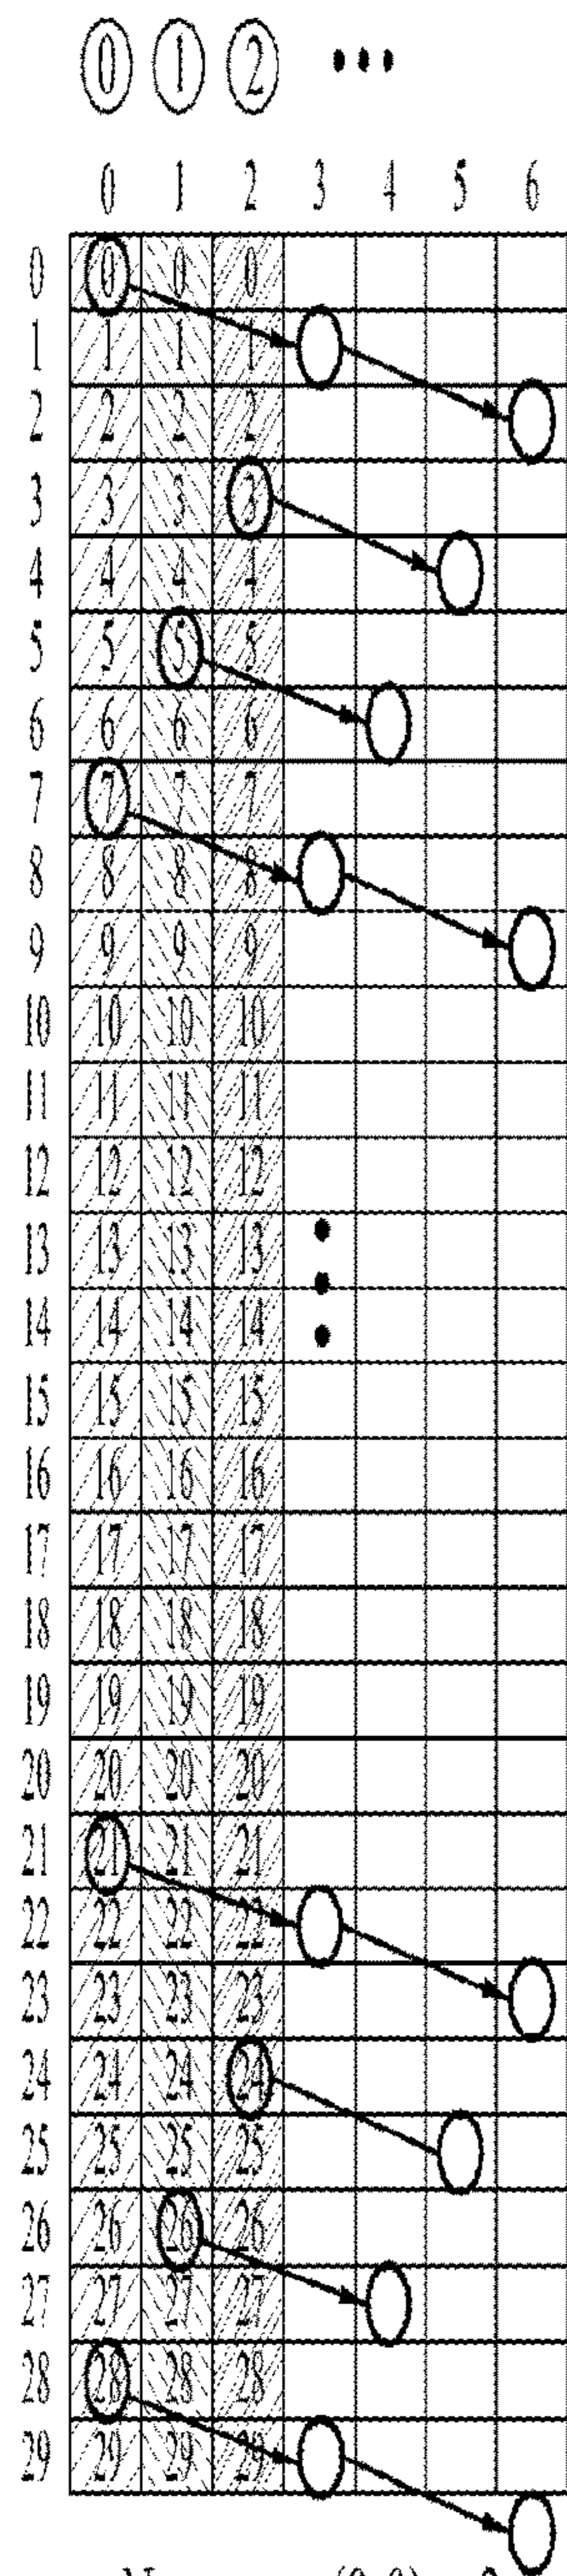 0 1 2 •••
0 1 2 3 4 5 6
0 0 0 0
1 1 1 1
2 2 2 2
3 3 3 3
4 4 4 4
5 5 5 5
6 6 6 6
7 7 7 7
8 8 8 8
9 9 9 9
10 10 10 10
11 11 11 11
12 12 12 12
13 13 13 13
14 14 14 14
15 15 15 15
16 16 16 16
17 17 17 17
18 18 18 18
19 19 19 19
20 20 20 20
21 21 21 21
22 22 22 22
23 23 23 23
24 24 24 24
25 25 25 25
26 26 26 26
27 27 27 27
28 28 28 28
29 29 29 29